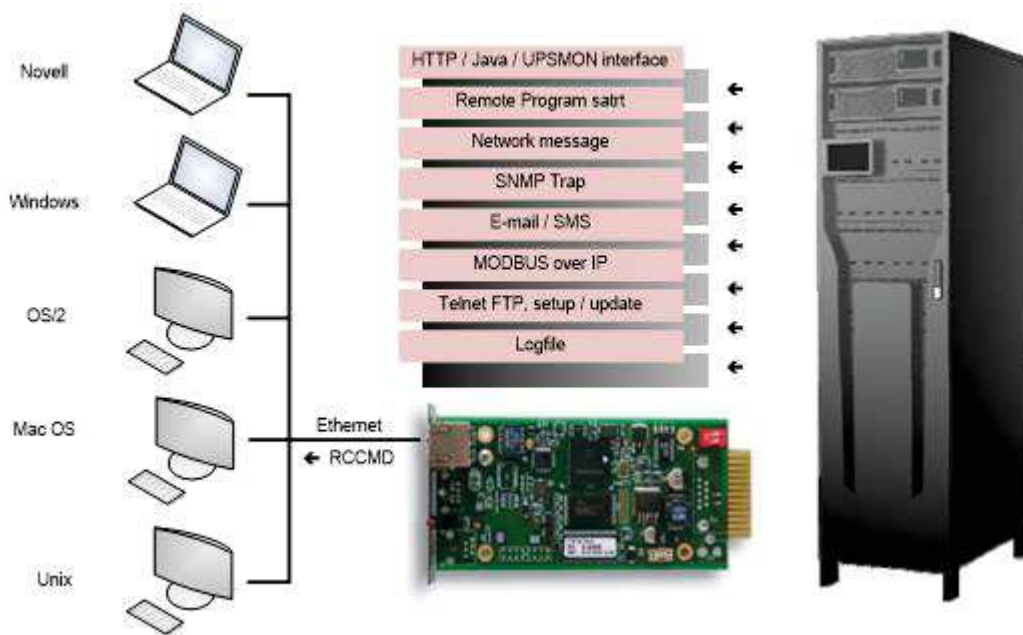 Novell
Windows
OS/2
Mac OS
Unix
HTTP / Java / UPSMON interface
Remote Program satrt
Network message
SNMP Trap
E-mail / SMS
MODBUS over IP
Telnet FTP, setup / update
Logfile
Ethernet
← RCCMD